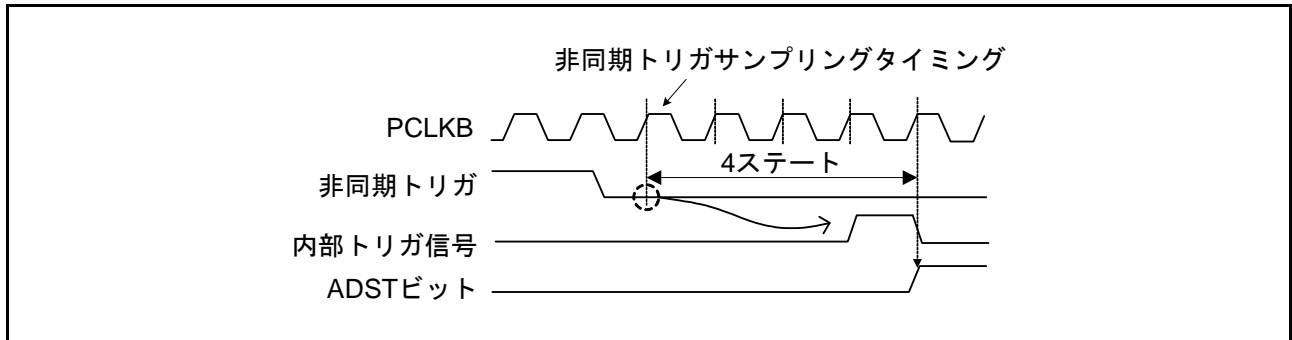 非同期トリガサンプリングタイミング
PCLKB
4ステート
非同期トリガ
内部トリガ信号
ADSTビット